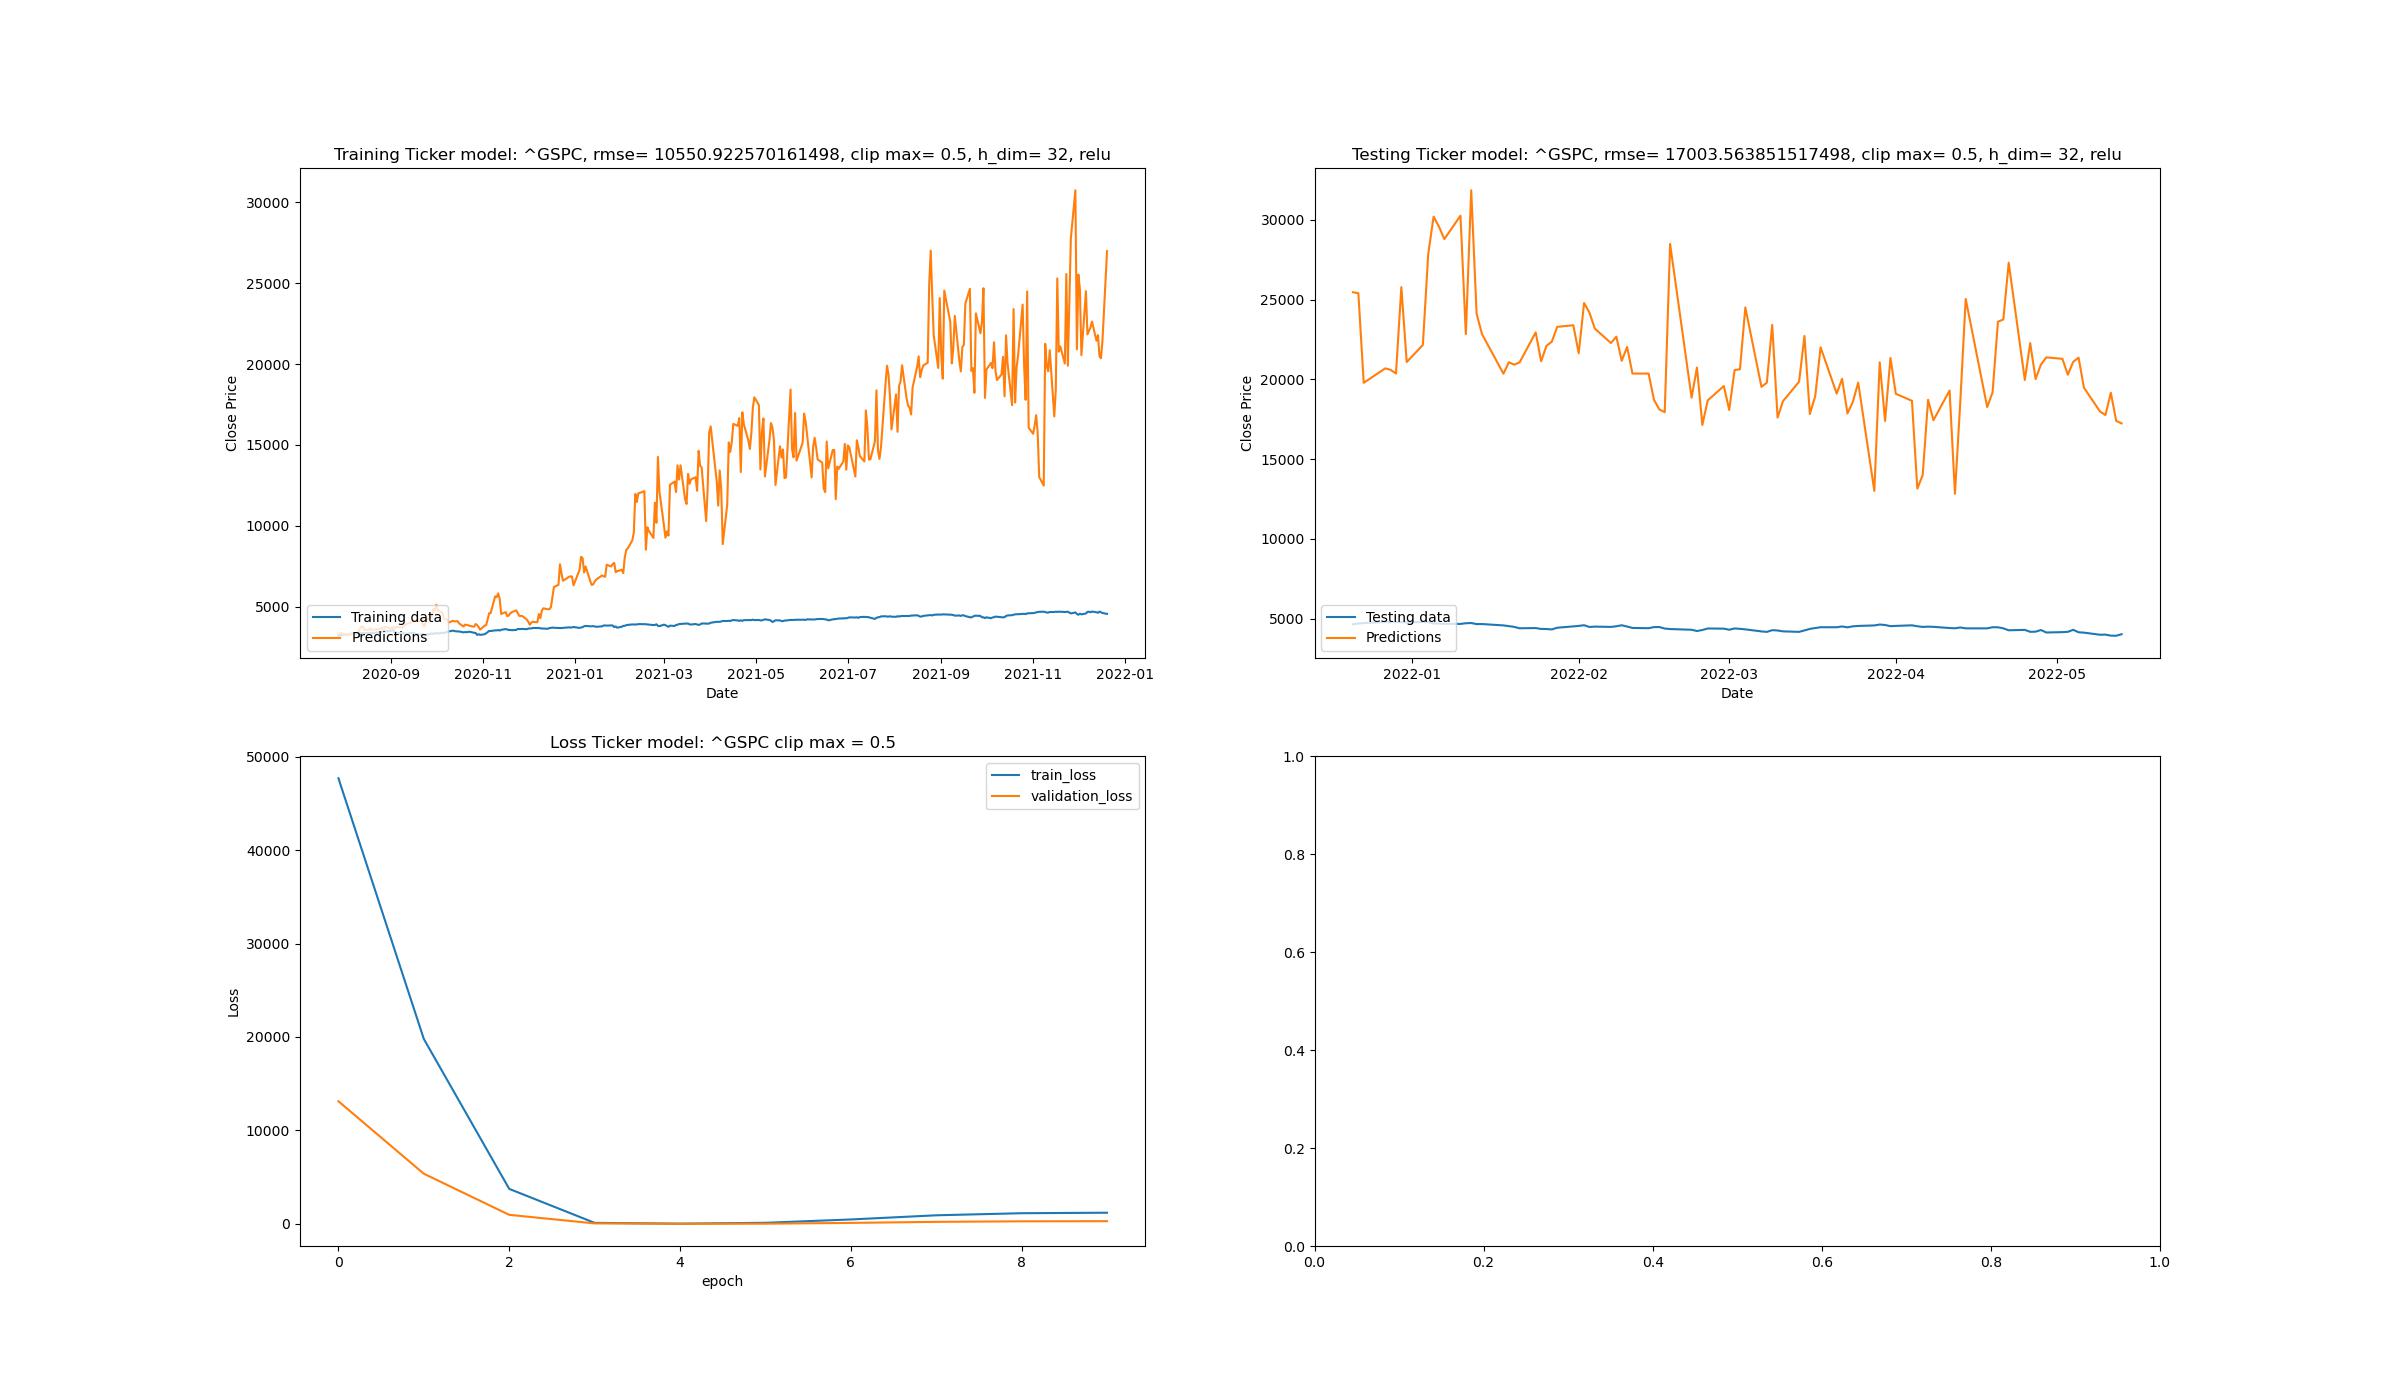 Training Ticker model: ^GSPC, rmse= 10550.922570161498, clip max= 0.5, h_dim= 32, relu
30000
25000
20000
15000
10000
5000
Close Price
Training data
Predictions
2020-09 2020-11 2021-01 2021-03 2021-05 2021-07 2021-09 2021-11 2022-01
Date
Testing Ticker model: ^GSPC, rmse= 17003.563851517498, clip max= 0.5, h_dim= 32, relu
30000
25000
20000
15000
10000
5000
Close Price
Testing data
Predictions
2022-01 2022-02 2022-03 2022-04 2022-05
Date
Loss Ticker model: ^GSPC clip max = 0.5
50000
40000
30000
20000
10000
0
Loss
train_loss
validation_loss
0 2 4 6 8
epoch
1.0
0.8
0.6
0.4
0.2
0.0
0.0 0.2 0.4 0.6 0.8 1.0